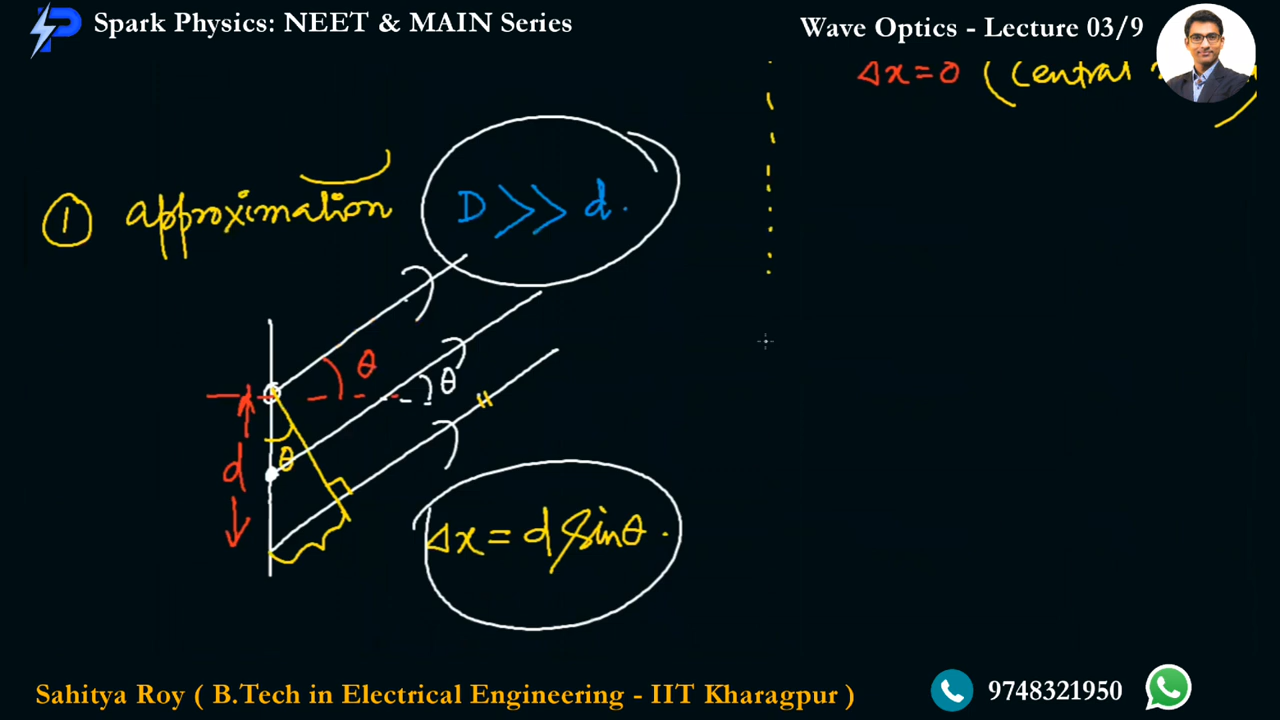 Spark Physics: NEET & MAIN Series
Wave Optics - Lecture 03/9
Δx = 0 (Central
① approximation
D >> d.
θ
θ
d
θ
Δx = d sinθ.
Sahitya Roy ( B.Tech in Electrical Engineering - IIT Kharagpur )
9748321950